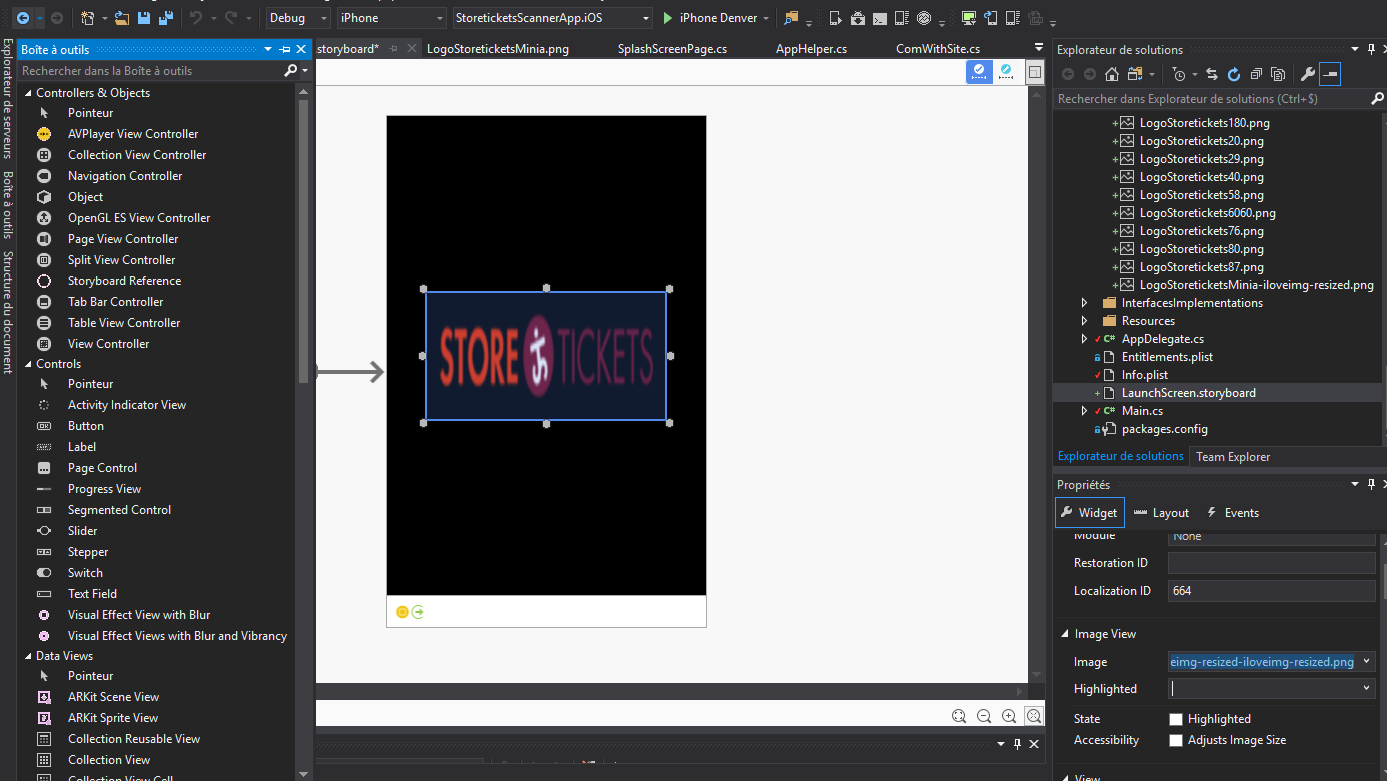 Debug
iPhone
StoreticketsScannerApp.iOS
iPhone Denver
Explorateur de serveurs
Boîte à outils
Structure du document
Boîte à outils
Rechercher dans la Boîte à outils
Controllers & Objects
Pointeur
AVPlayer View Controller
Collection View Controller
Navigation Controller
Object
OpenGL ES View Controller
Page View Controller
Split View Controller
Storyboard Reference
Tab Bar Controller
Table View Controller
View Controller
Controls
Pointeur
Activity Indicator View
Button
Label
Page Control
Progress View
Segmented Control
Slider
Stepper
Switch
Text Field
Visual Effect View with Blur
Visual Effect Views with Blur and Vibrancy
Data Views
Pointeur
ARKit Scene View
ARKit Sprite View
Collection Reusable View
Collection View
Collection View Cell
storyboard*
LogoStoreticketsMinia.png
SplashScreenPage.cs
AppHelper.cs
ComWithSite.cs
STORE TICKETS
Explorateur de solutions
Rechercher dans Explorateur de solutions (Ctrl+$)
LogoStoretickets180.png
LogoStoretickets20.png
LogoStoretickets29.png
LogoStoretickets40.png
LogoStoretickets58.png
LogoStoretickets6060.png
LogoStoretickets76.png
LogoStoretickets80.png
LogoStoretickets87.png
LogoStoreticketsMinia-iloveimg-resized.png
InterfacesImplementations
Resources
C# AppDelegate.cs
Entitlements.plist
Info.plist
LaunchScreen.storyboard
C# Main.cs
packages.config
Explorateur de solutions
Team Explorer
Propriétés
Widget
Layout
Events
Module
None
Restoration ID
Localization ID
664
Image View
Image
eimg-resized-iloveimg-resized.png
Highlighted
State
Highlighted
Accessibility
Adjusts Image Size
View